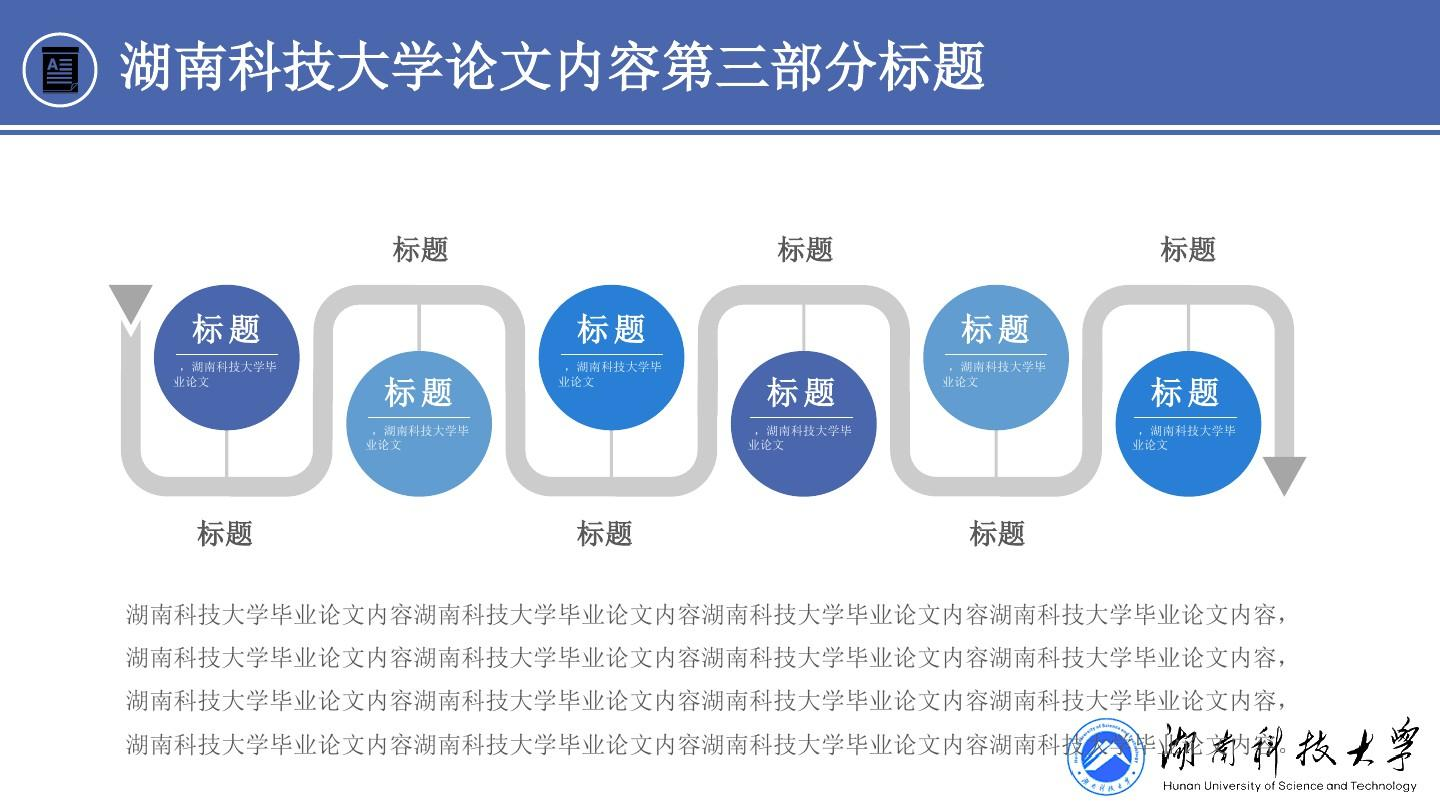 湖南科技大学论文内容第三部分标题
标题
标题
标题
标题
，湖南科技大学毕
业论文
标题
，湖南科技大学毕
业论文
标题
，湖南科技大学毕
业论文
标题
，湖南科技大学毕
业论文
标题
，湖南科技大学毕
业论文
标题
，湖南科技大学毕
业论文
标题
标题
标题
湖南科技大学毕业论文内容湖南科技大学毕业论文内容湖南科技大学毕业论文内容湖南科技大学毕业论文内容，
湖南科技大学毕业论文内容湖南科技大学毕业论文内容湖南科技大学毕业论文内容湖南科技大学毕业论文内容，
湖南科技大学毕业论文内容湖南科技大学毕业论文内容湖南科技大学毕业论文内容湖南科技大学毕业论文内容，
湖南科技大学毕业论文内容湖南科技大学毕业论文内容湖南科技大学毕业论文内容湖南科技大学毕业论文内容。
湖南科技大学
Hunan University of Science and Technology